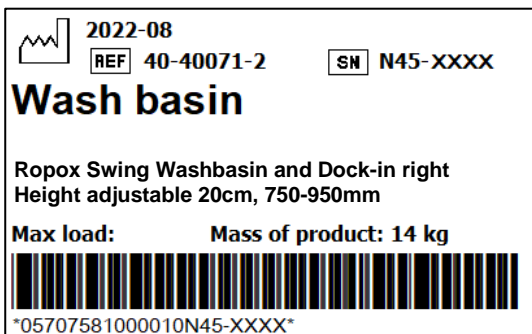 2022-08
REF 40-40071-2 SN N45-XXXX
Wash basin
Ropox Swing Washbasin and Dock-in right
Height adjustable 20cm, 750-950mm
Max load: Mass of product: 14 kg
*05707581000010N45-XXXX*